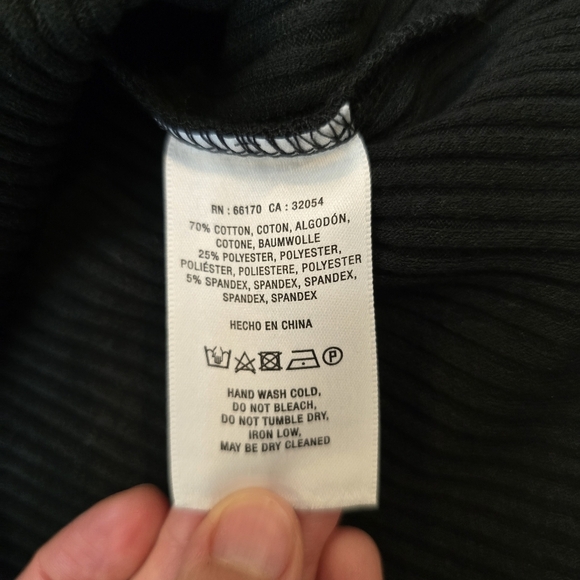 RN : 66170 CA : 32054
70% COTTON, COTON, ALGODÓN,
COTONE, BAUMWOLLE
25% POLYESTER, POLYESTER,
POLIÉSTER, POLIESTERE, POLYESTER
5% SPANDEX, SPANDEX, SPANDEX,
SPANDEX, SPANDEX
HECHO EN CHINA
P
HAND WASH COLD,
DO NOT BLEACH,
DO NOT TUMBLE DRY,
IRON LOW,
MAY BE DRY CLEANED